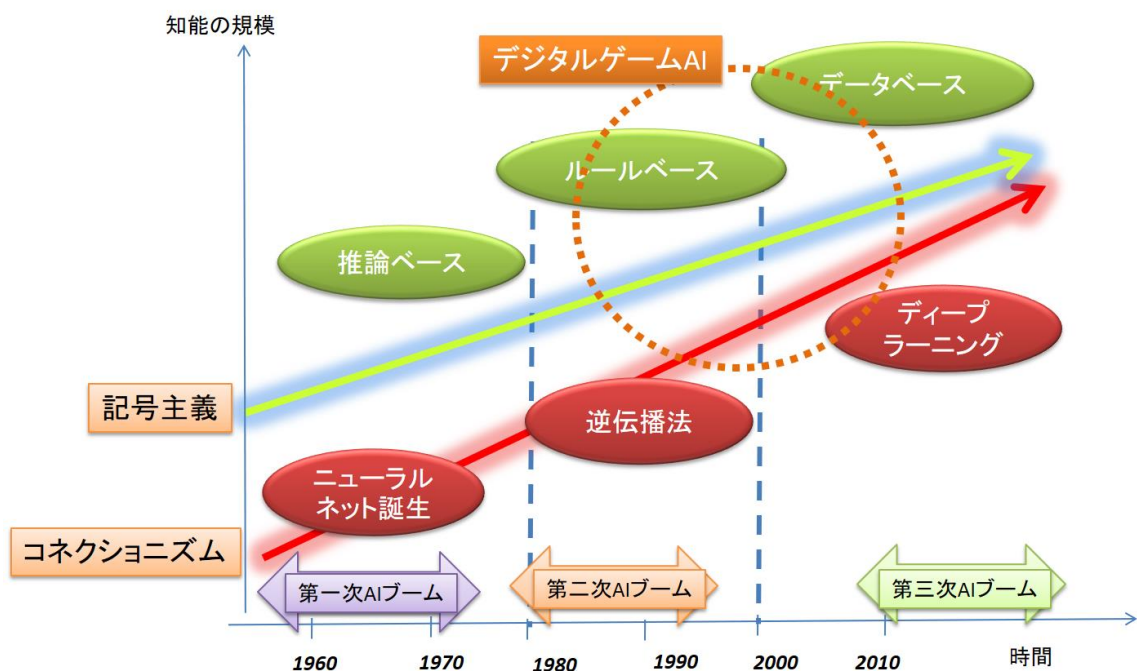 知能の規模
デジタルゲームAI
データベース
ルールベース
推論ベース
ディープ
ラーニング
記号主義
逆伝播法
ニューラル
ネット誕生
コネクショニズム
第一次AIブーム
第二次AIブーム
第三次AIブーム
1960
1970
1980
1990
2000
2010
時間